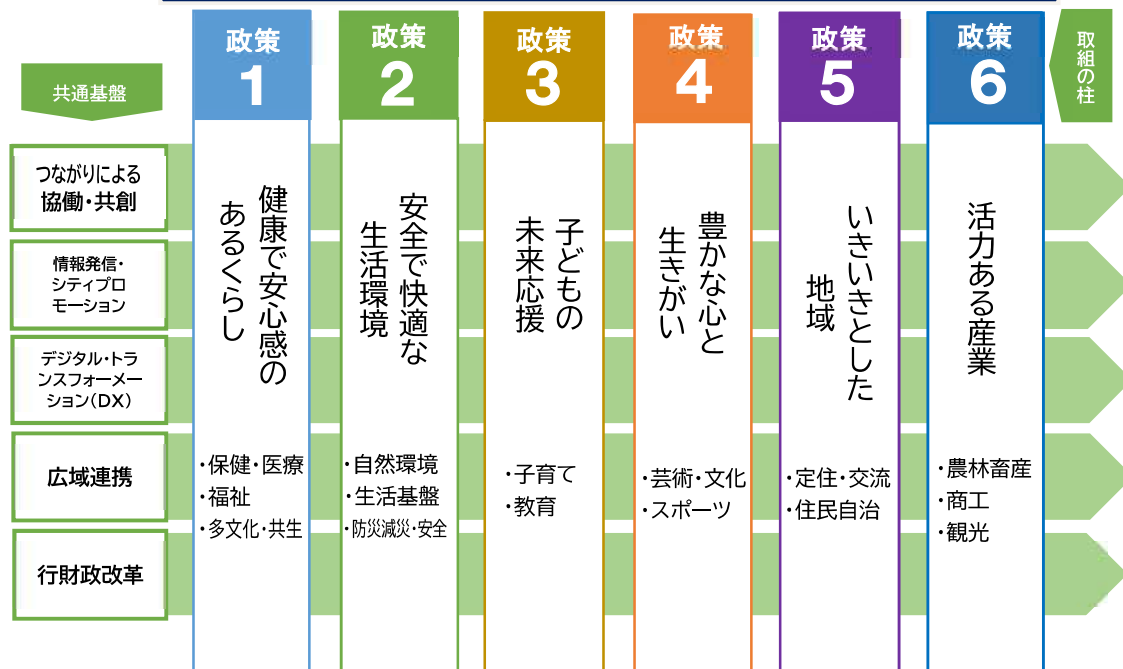 政策
1
政策
2
政策
3
政策
4
政策
5
政策
6
取組の柱
共通基盤
つながりによる
協働・共創
情報発信・
シティプロ
モーション
デジタル・トラ
ンスフォーメー
ション(DX)
広域連携
行財政改革
健康で安心感の
あるくらし
・保健・医療
・福祉
・多文化・共生
安全で快適な
生活環境
・自然環境
・生活基盤
・防災減災・安全
子どもの
未来応援
・子育て
・教育
豊かな心と
生きがい
・芸術・文化
・スポーツ
いきいきとした
地域
・定住・交流
・住民自治
活力ある産業
・農林畜産
・商工
・観光